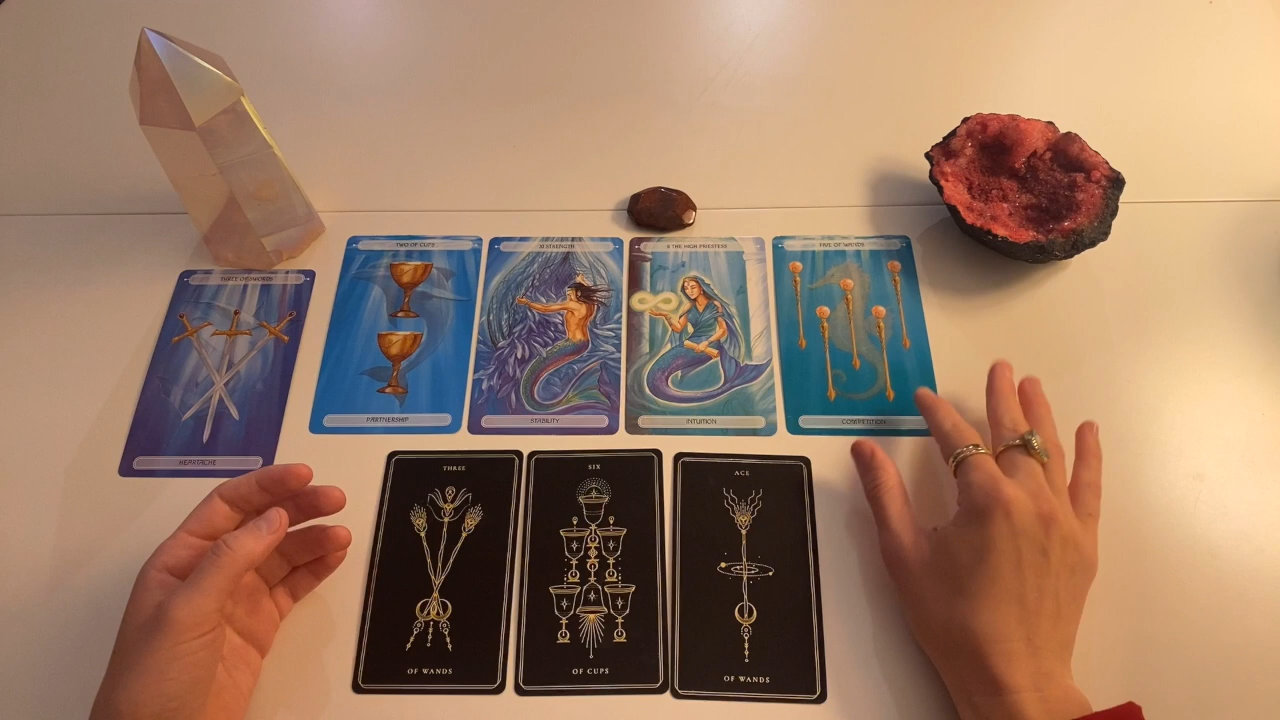 THREE OF SWORDS
HEARTACHE
TWO OF CUPS
PARTNERSHIP
XI STRENGTH
STABILITY
II THE HIGH PRIESTESS
INTUITION
FIVE OF WANDS
COMPETITION
THREE
OF WANDS
SIX
OF CUPS
ACE
OF WANDS